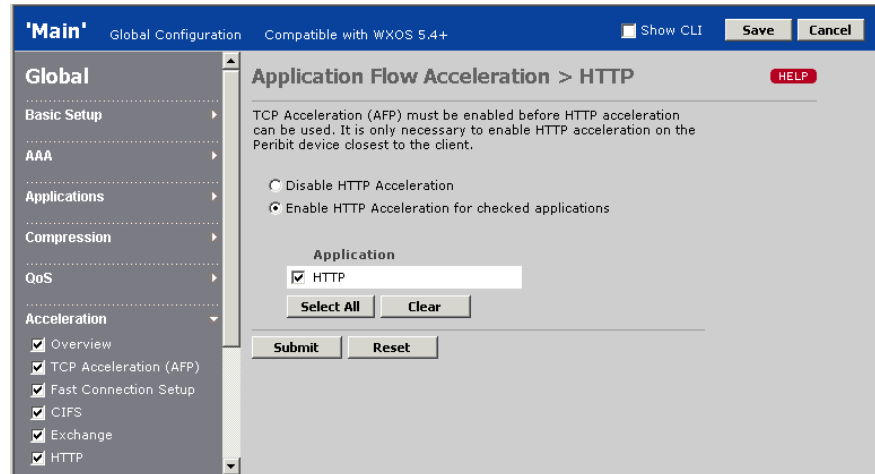 'Main' Global Configuration Compatible with WXOS 5.4+ Show CLI Save Cancel
Global
Basic Setup
AAA
Applications
Compression
QoS
Acceleration
Overview
TCP Acceleration (AFP)
Fast Connection Setup
CIFS
Exchange
HTTP
Application Flow Acceleration > HTTP HELP
TCP Acceleration (AFP) must be enabled before HTTP acceleration
can be used. It is only necessary to enable HTTP acceleration on the
Peribit device closest to the client.
Disable HTTP Acceleration
Enable HTTP Acceleration for checked applications
Application
HTTP
Select All Clear
Submit Reset